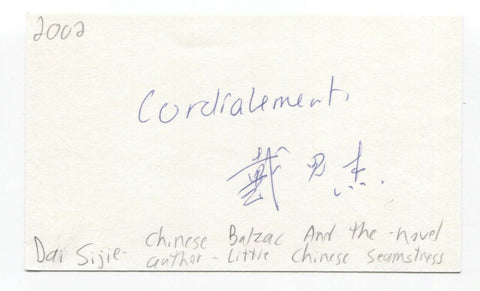 2002
Cordialement,
戴思杰
Chinese Balzac And the - novel
Dai Sijie - author - Little Chinese Seamstress